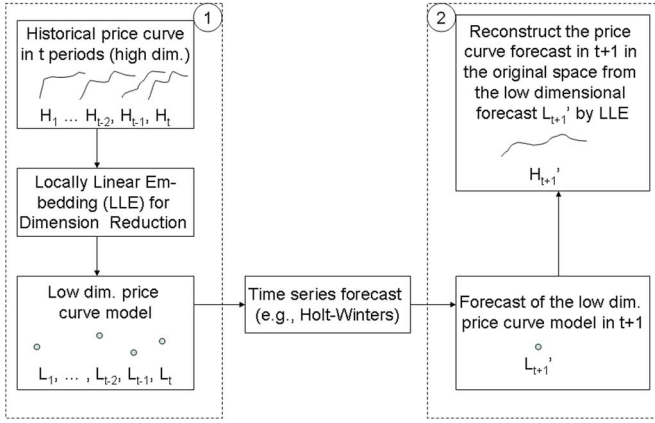 1
Historical price curve
in t periods (high dim.)
H1 ... Ht-2, Ht-1, Ht
Locally Linear Em-
bedding (LLE) for
Dimension Reduction
Low dim. price
curve model
L1, ... , Lt-2, Lt-1, Lt
Time series forecast
(e.g., Holt-Winters)
2
Reconstruct the price
curve forecast in t+1 in
the original space from
the low dimensional
forecast Lt+1' by LLE
Ht+1'
Forecast of the low dim.
price curve model in t+1
Lt+1'